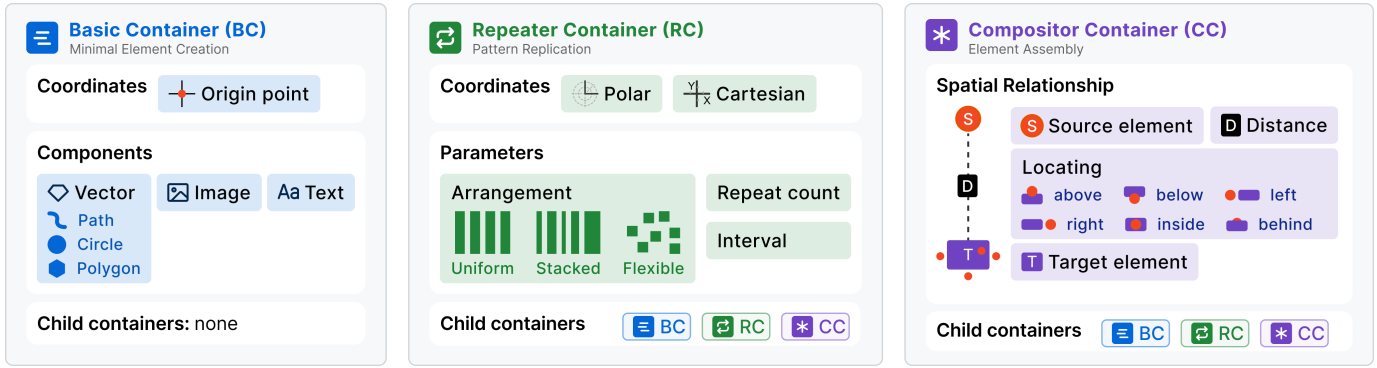 Basic Container (BC)
Minimal Element Creation
Coordinates
Origin point
Components
Vector
Image
Aa Text
Path
Circle
Polygon
Child containers: none
Repeater Container (RC)
Pattern Replication
Coordinates
Polar
Y
X
Cartesian
Parameters
Arrangement
Uniform
Stacked
Flexible
Repeat count
Interval
Child containers
BC
RC
CC
Compositor Container (CC)
Element Assembly
Spatial Relationship
S
D
T
S Source element
D Distance
Locating
above
below
left
right
inside
behind
T Target element
Child containers
BC
RC
CC